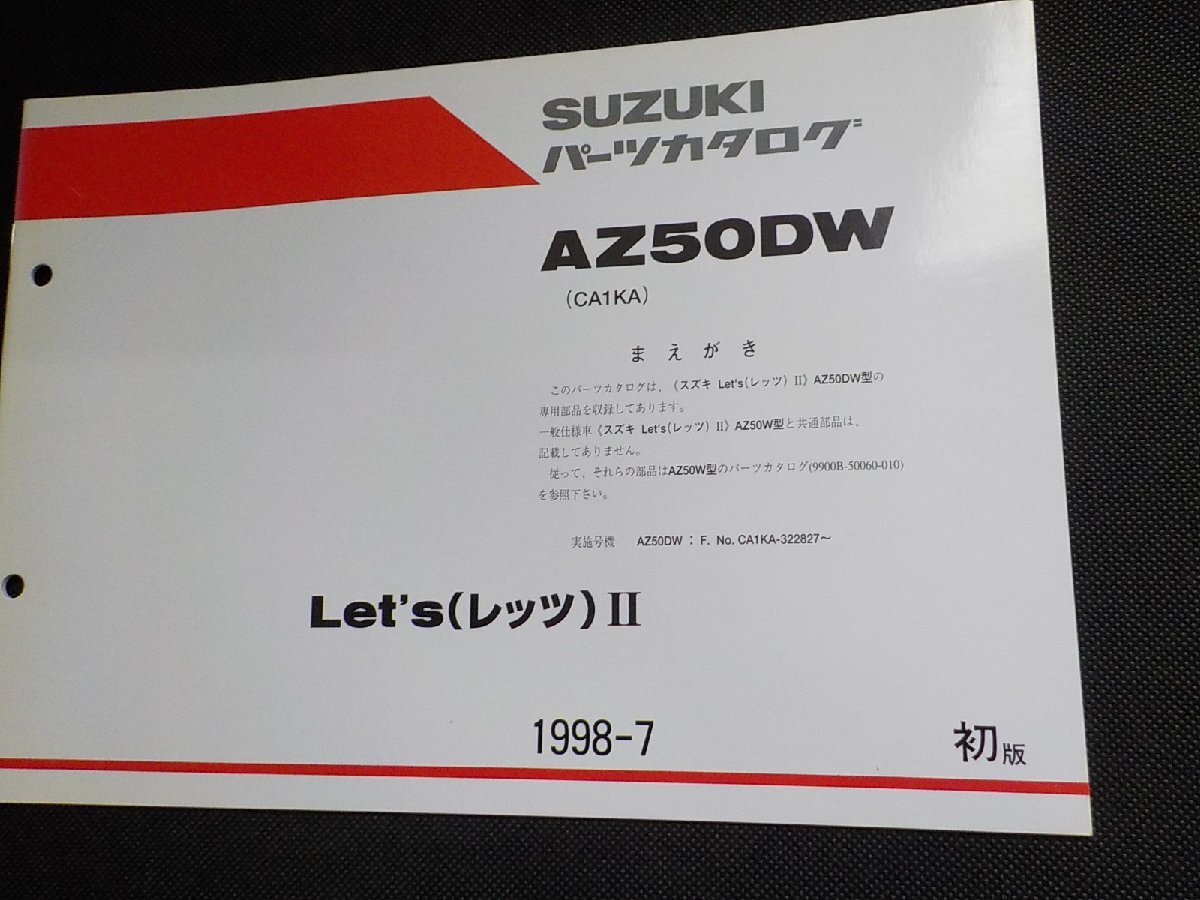 SUZUKI
パーツカタログ
AZ50DW
(CA1KA)
まえがき
このパーツカタログは、《スズキ Let's(レッツ) II》AZ50DW型の
専用部品を収録してあります。
一般仕様車《スズキ Let's(レッツ) II》AZ50W型と共通部品は、
記載してありません。
従って、それらの部品はAZ50W型のパーツカタログ(9900B-50060-010)
を参照下さい。
実施号機 AZ50DW : F. No. CA1KA-322827～
Let's(レッツ) II
1998-7
初版